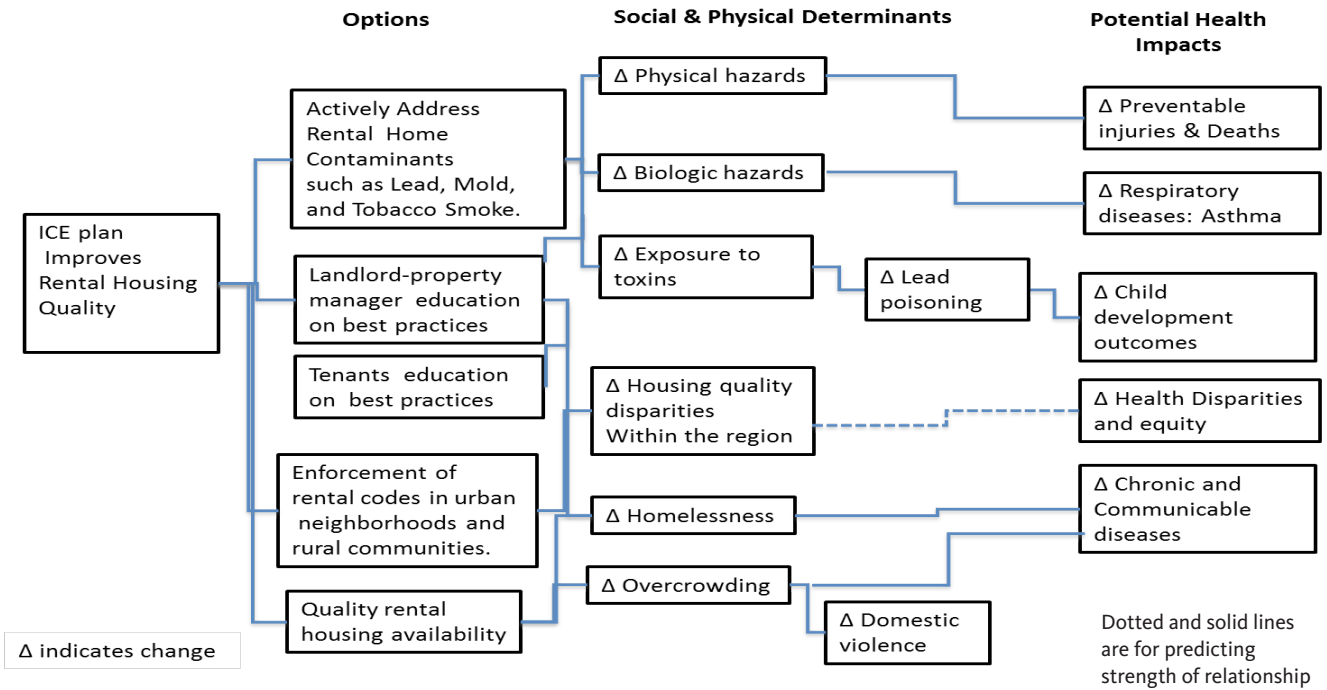 Options
Social & Physical Determinants
Potential Health
Impacts
ICE plan
Improves
Rental Housing
Quality
Actively Address
Rental Home
Contaminants
such as Lead, Mold,
and Tobacco Smoke.
Landlord-property
manager education
on best practices
Tenants education
on best practices
Enforcement of
rental codes in urban
neighborhoods and
rural communities.
Quality rental
housing availability
Δ Physical hazards
Δ Biologic hazards
Δ Exposure to
toxins
Δ Lead
poisoning
Δ Housing quality
disparities
Within the region
Δ Homelessness
Δ Overcrowding
Δ Domestic
violence
Δ Preventable
injuries & Deaths
Δ Respiratory
diseases: Asthma
Δ Child
development
outcomes
Δ Health Disparities
and equity
Δ Chronic and
Communicable
diseases
Δ indicates change
Dotted and solid lines
are for predicting
strength of relationship